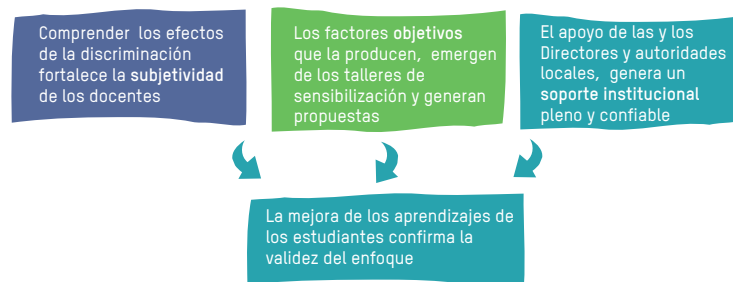 Comprender los efectos
de la discriminación
fortalece la subjetividad
de los docentes
Los factores objetivos
que la producen, emergen
de los talleres de
sensibilización y generan
propuestas
El apoyo de las y los
Directores y autoridades
locales, genera un
soporte institucional
pleno y confiable
La mejora de los aprendizajes de
los estudiantes confirma la
validez del enfoque